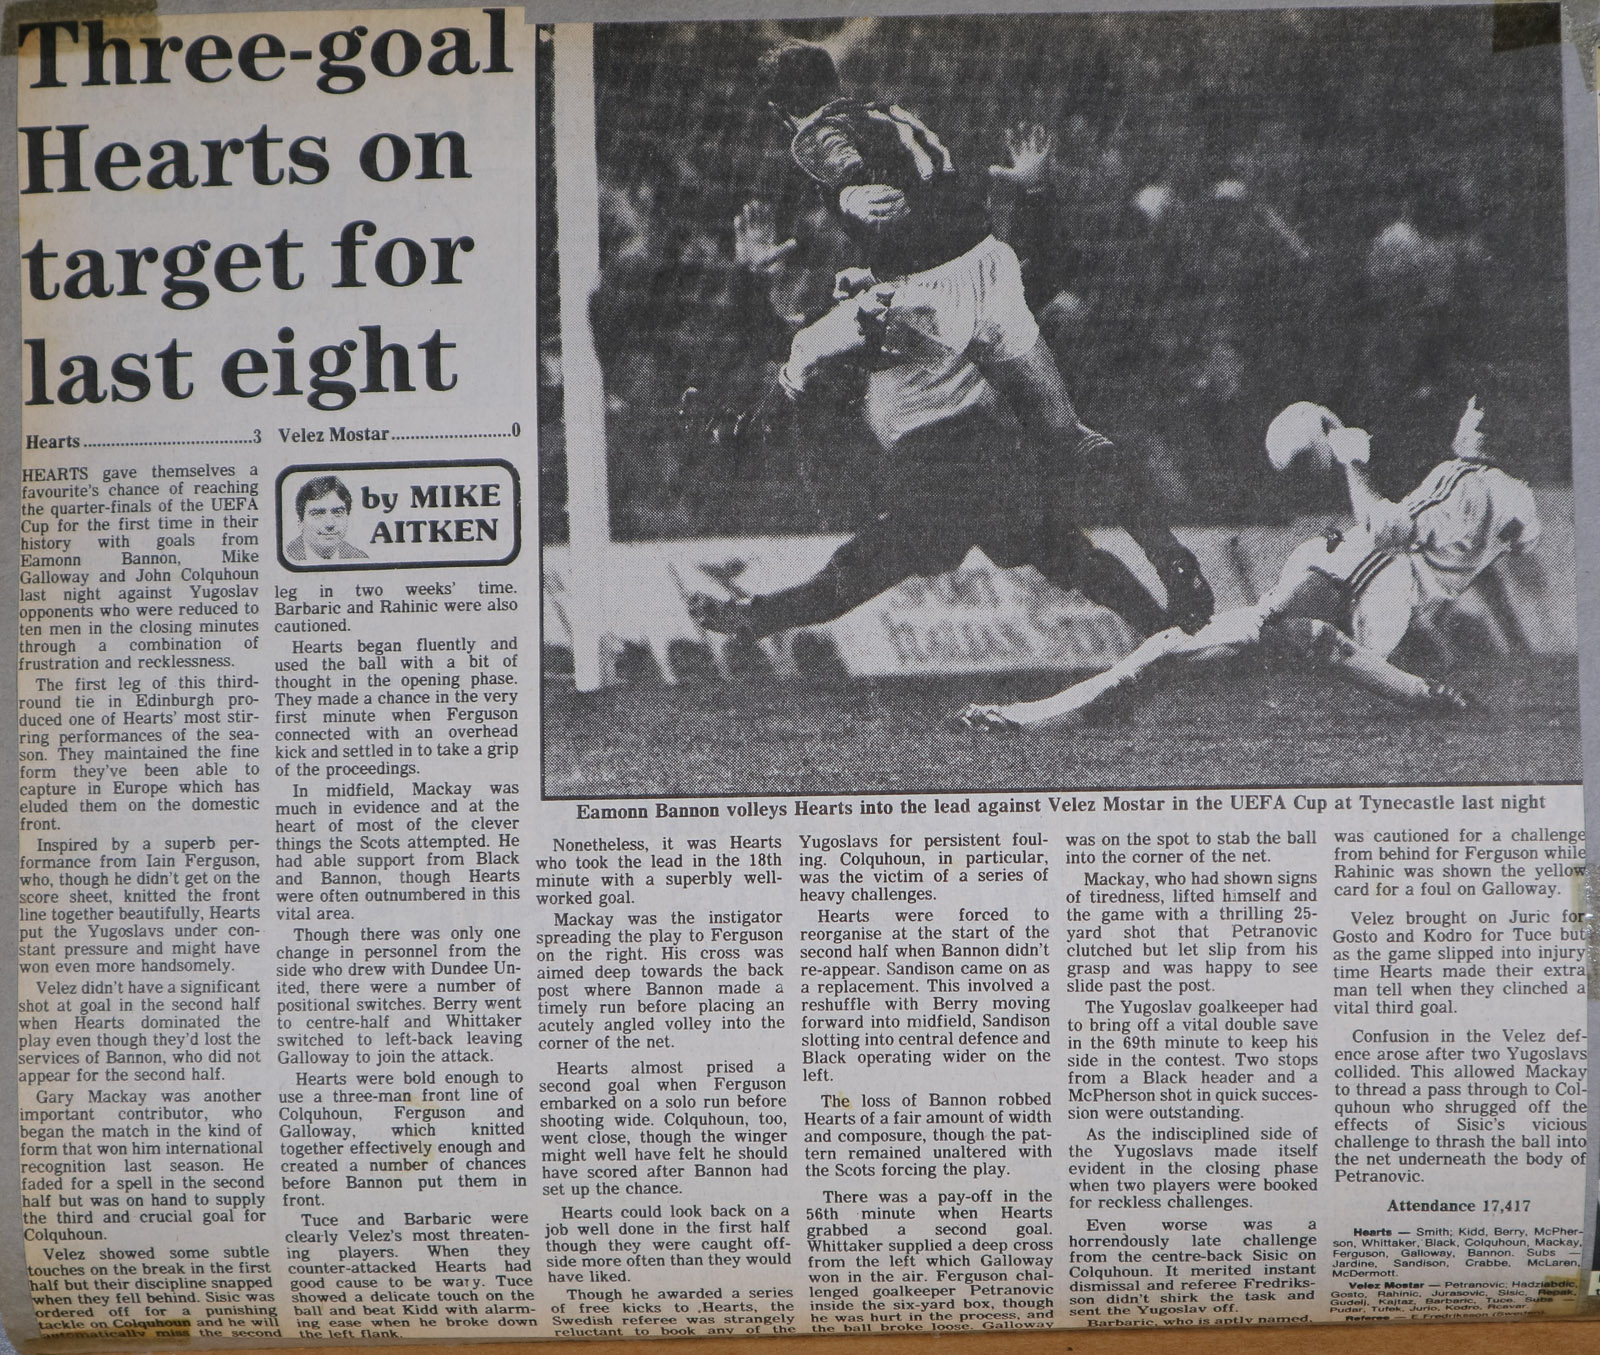 Three-goal
Hearts on
target for
last eight
Hearts..................................3 Velez Mostar........................0
by MIKE
AITKEN
HEARTS gave themselves a
favourite's chance of reaching
the quarter-finals of the UEFA
Cup for the first time in their
history with goals from
Eamonn Bannon, Mike
Galloway and John Colquhoun
last night against Yugoslav
opponents who were reduced to
ten men in the closing minutes
through a combination of
frustration and recklessness.
The first leg of this third-
round tie in Edinburgh pro-
duced one of Hearts' most stir-
ring performances of the sea-
son. They maintained the fine
form they've been able to
capture in Europe which has
eluded them on the domestic
front.
Inspired by a superb per-
formance from Iain Ferguson,
who, though he didn't get on the
score sheet, knitted the front
line together beautifully, Hearts
put the Yugoslavs under con-
stant pressure and might have
won even more handsomely.
Velez didn't have a significant
shot at goal in the second half
when Hearts dominated the
play even though they'd lost the
services of Bannon, who did not
appear for the second half.
Gary Mackay was another
important contributor, who
began the match in the kind of
form that won him international
recognition last season. He
faded for a spell in the second
half but was on hand to supply
the third and crucial goal for
Colquhoun.
Velez showed some subtle
touches on the break in the first
half but their discipline snapped
when they fell behind. Sisic was
ordered off for a punishing
tackle on Colquhoun and he will
automatically miss the second
leg in two weeks' time.
Barbaric and Rahinic were also
cautioned.
Hearts began fluently and
used the ball with a bit of
thought in the opening phase.
They made a chance in the very
first minute when Ferguson
connected with an overhead
kick and settled in to take a grip
of the proceedings.
In midfield, Mackay was
much in evidence and at the
heart of most of the clever
things the Scots attempted. He
had able support from Black
and Bannon, though Hearts
were often outnumbered in this
vital area.
Though there was only one
change in personnel from the
side who drew with Dundee Un-
ited, there were a number of
positional switches. Berry went
to centre-half and Whittaker
switched to left-back leaving
Galloway to join the attack.
Hearts were bold enough to
use a three-man front line of
Colquhoun, Ferguson and
Galloway, which knitted
together effectively enough and
created a number of chances
before Bannon put them in
front.
Tuce and Barbaric were
clearly Velez's most threaten-
ing players. When they
counter-attacked Hearts had
good cause to be wary. Tuce
showed a delicate touch on the
ball and beat Kidd with alarm-
ing ease when he broke down
the left flank.
Eamonn Bannon volleys Hearts into the lead against Velez Mostar in the UEFA Cup at Tynecastle last night
Nonetheless, it was Hearts
who took the lead in the 18th
minute with a superbly well-
worked goal.
Mackay was the instigator
spreading the play to Ferguson
on the right. His cross was
aimed deep towards the back
post where Bannon made a
timely run before placing an
acutely angled volley into the
corner of the net.
Hearts almost prised a
second goal when Ferguson
embarked on a solo run before
shooting wide. Colquhoun, too,
went close, though the winger
might well have felt he should
have scored after Bannon had
set up the chance.
Hearts could look back on a
job well done in the first half
though they were caught off-
side more often than they would
have liked.
Though he awarded a series
of free kicks to Hearts, the
Swedish referee was strangely
reluctant to book any of the
Yugoslavs for persistent foul-
ing. Colquhoun, in particular,
was the victim of a series of
heavy challenges.
Hearts were forced to
reorganise at the start of the
second half when Bannon didn't
re-appear. Sandison came on as
a replacement. This involved a
reshuffle with Berry moving
forward into midfield, Sandison
slotting into central defence and
Black operating wider on the
left.
The loss of Bannon robbed
Hearts of a fair amount of width
and composure, though the pat-
tern remained unaltered with
the Scots forcing the play.
There was a pay-off in the
56th minute when Hearts
grabbed a second goal.
Whittaker supplied a deep cross
from the left which Galloway
won in the air. Ferguson chal-
lenged goalkeeper Petranovic
inside the six-yard box, though
he was hurt in the process, and
the ball broke loose. Galloway
was on the spot to stab the ball
into the corner of the net.
Mackay, who had shown signs
of tiredness, lifted himself and
the game with a thrilling 25-
yard shot that Petranovic
clutched but let slip from his
grasp and was happy to see
slide past the post.
The Yugoslav goalkeeper had
to bring off a vital double save
in the 69th minute to keep his
side in the contest. Two stops
from a Black header and a
McPherson shot in quick succes-
sion were outstanding.
As the indisciplined side of
the Yugoslavs made itself
evident in the closing phase
when two players were booked
for reckless challenges.
Even worse was a
horrendously late challenge
from the centre-back Sisic on
Colquhoun. It merited instant
dismissal and referee Fredriks-
son didn't shirk the task and
sent the Yugoslav off.
Barbaric, who is aptly named,
was cautioned for a challenge
from behind for Ferguson while
Rahinic was shown the yellow
card for a foul on Galloway.
Velez brought on Juric for
Gosto and Kodro for Tuce but
as the game slipped into injury
time Hearts made their extra
man tell when they clinched a
vital third goal.
Confusion in the Velez def-
ence arose after two Yugoslavs
collided. This allowed Mackay
to thread a pass through to Col-
quhoun who shrugged off the
effects of Sisic's vicious
challenge to thrash the ball into
the net underneath the body of
Petranovic.
Attendance 17,417
Hearts — Smith; Kidd, Berry, McPher-
son, Whittaker, Black, Colquhoun, Mackay,
Ferguson, Galloway, Bannon. Subs —
Jardine, Sandison, Crabbe, McLaren,
McDermott.
Velez Mostar — Petranovic; Hadziabdic,
Gosto, Rahinic, Jurasovic, Sisic, Repak,
Gudelj, Kajtaz, Barbaric, Tuce. Subs —
Pudar, Tufek, Juric, Kodro,
Referee — E Fredriksson (Sweden)